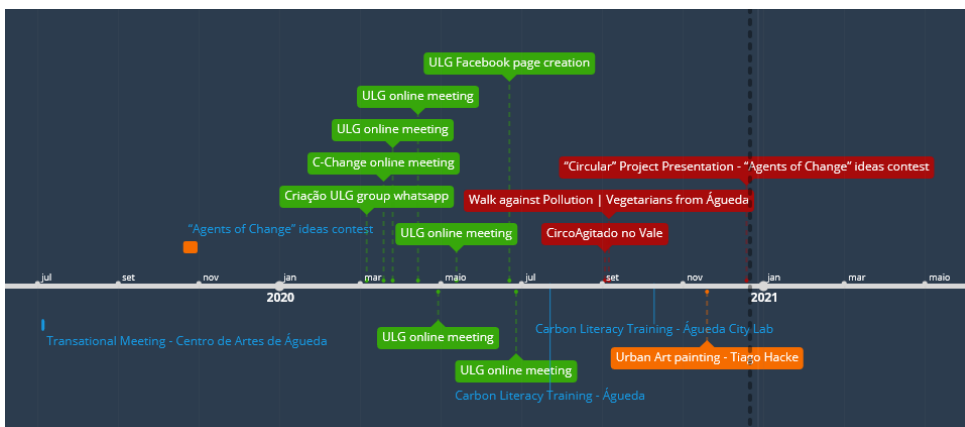 ULG Facebook page creation
ULG online meeting
ULG online meeting
C-Change online meeting
"Circular" Project Presentation - "Agents of Change" ideas contest
Criação ULG group whatsapp
Walk against Pollution | Vegetarians from Águeda
"Agents of Change" ideas contest
ULG online meeting
CircoAgitado no Vale
jul set nov jan mar maio jul set nov jan mar maio
2020 2021
Transational Meeting - Centro de Artes de Águeda
Carbon Literacy Training - Águeda City Lab
ULG online meeting
Urban Art painting - Tiago Hacke
ULG online meeting
Carbon Literacy Training - Águeda